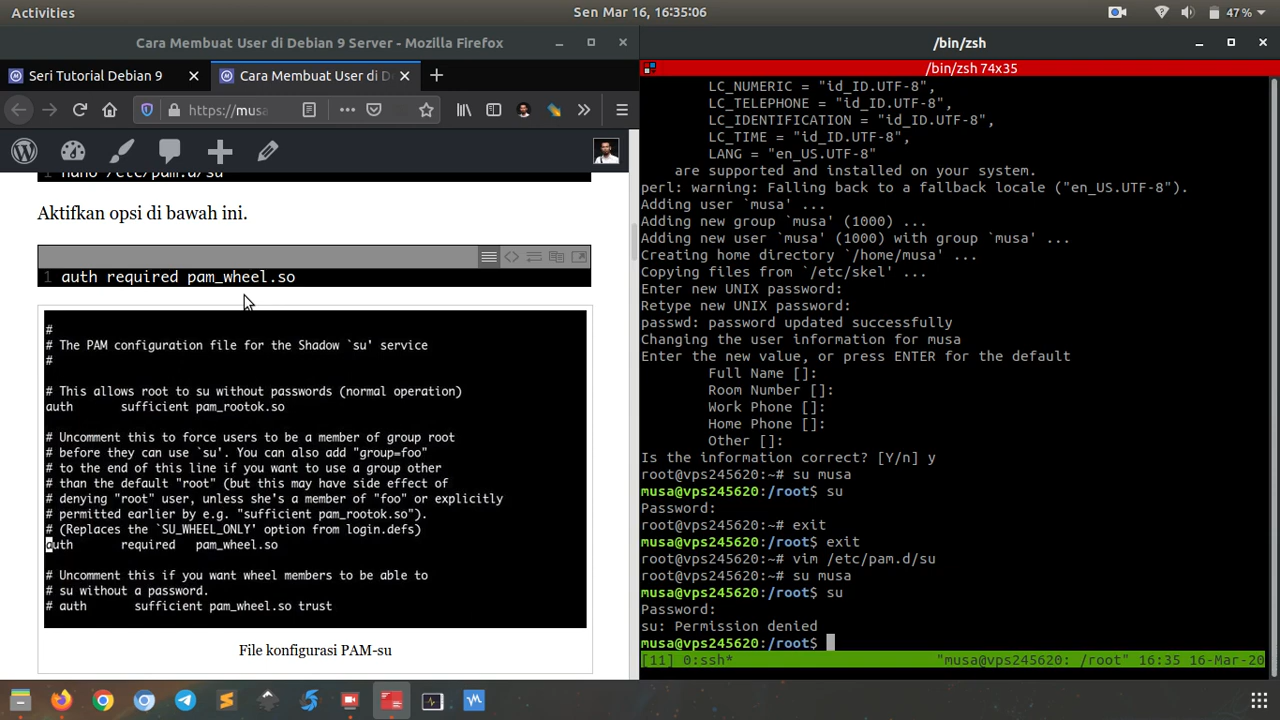 Activities
Sen Mar 16, 16:35:06
47%
Cara Membuat User di Debian 9 Server - Mozilla Firefox
Seri Tutorial Debian 9
Cara Membuat User di D
https://musa
nano /etc/pam.d/su
Aktifkan opsi di bawah ini.
1 auth required pam_wheel.so
#
# The PAM configuration file for the Shadow `su' service
#
# This allows root to su without passwords (normal operation)
auth sufficient pam_rootok.so
# Uncomment this to force users to be a member of group root
# before they can use `su'. You can also add "group=foo"
# to the end of this line if you want to use a group other
# than the default "root" (but this may have side effect of
# denying "root" user, unless she's a member of "foo" or explicitly
# permitted earlier by e.g. "sufficient pam_rootok.so").
# (Replaces the `SU_WHEEL_ONLY' option from login.defs)
auth required pam_wheel.so
# Uncomment this if you want wheel members to be able to
# su without a password.
# auth sufficient pam_wheel.so trust
File konfigurasi PAM-su
/bin/zsh
/bin/zsh 74x35
LC_NUMERIC = "id_ID.UTF-8",
LC_TELEPHONE = "id_ID.UTF-8",
LC_IDENTIFICATION = "id_ID.UTF-8",
LC_TIME = "id_ID.UTF-8",
LANG = "en_US.UTF-8"
are supported and installed on your system.
perl: warning: Falling back to a fallback locale ("en_US.UTF-8").
Adding user `musa' ...
Adding new group `musa' (1000) ...
Adding new user `musa' (1000) with group `musa' ...
Creating home directory `/home/musa' ...
Copying files from `/etc/skel' ...
Enter new UNIX password:
Retype new UNIX password:
passwd: password updated successfully
Changing the user information for musa
Enter the new value, or press ENTER for the default
Full Name []:
Room Number []:
Work Phone []:
Home Phone []:
Other []:
Is the information correct? [Y/n] y
root@vps245620:~# su musa
musa@vps245620:/root$ su
Password:
root@vps245620:~# exit
musa@vps245620:/root$ exit
root@vps245620:~# vim /etc/pam.d/su
root@vps245620:~# su musa
musa@vps245620:/root$ su
Password:
su: Permission denied
musa@vps245620:/root$
[11] 0:ssh* "musa@vps245620: /root" 16:35 16-Mar-20